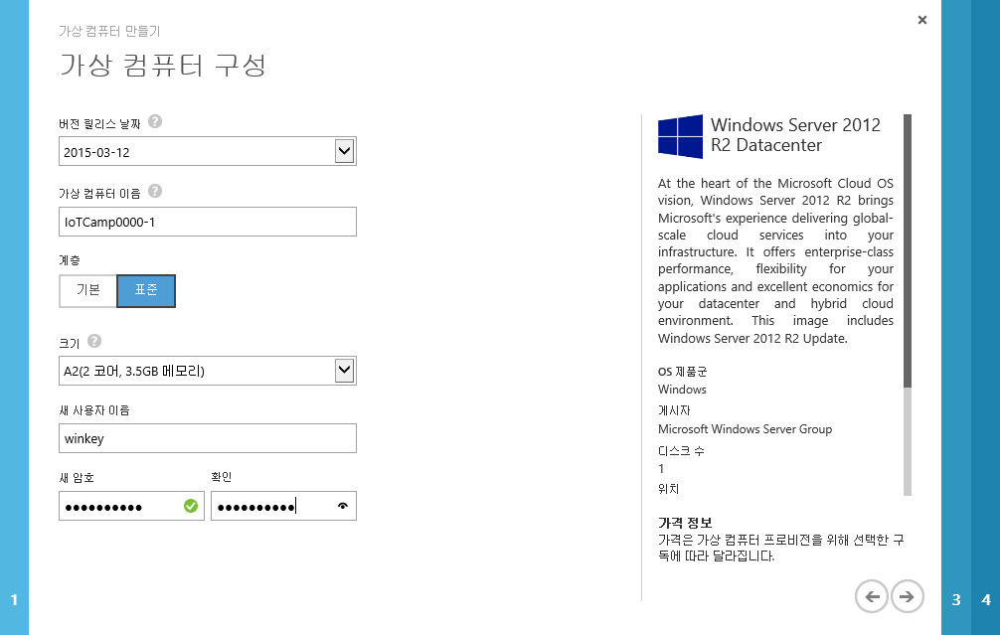 가상 컴퓨터 만들기
가상 컴퓨터 구성
버전 릴리스 날짜
2015-03-12
가상 컴퓨터 이름
IoTCamp0000-1
계층
기본 표준
크기
A2(2 코어, 3.5GB 메모리)
새 사용자 이름
winkey
새 암호 확인
●●●●●●●●●● ●●●●●●●●●●
Windows Server 2012
R2 Datacenter
At the heart of the Microsoft Cloud OS
vision, Windows Server 2012 R2 brings
Microsoft's experience delivering global-
scale cloud services into your
infrastructure. It offers enterprise-class
performance, flexibility for your
applications and excellent economics for
your datacenter and hybrid cloud
environment. This image includes
Windows Server 2012 R2 Update.
OS 제품군
Windows
게시자
Microsoft Windows Server Group
디스크 수
1
위치
가격 정보
가격은 가상 컴퓨터 프로비전을 위해 선택한 구
독에 따라 달라집니다.
1
3 4